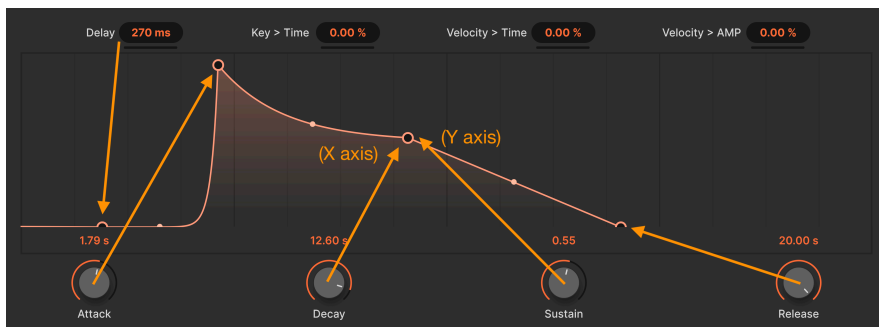 Delay 270 ms Key > Time 0.00 % Velocity > Time 0.00 % Velocity > AMP 0.00 %
(Y axis)
(X axis)
1.79 s 12.60 s 0.55 20.00 s
Attack Decay Sustain Release